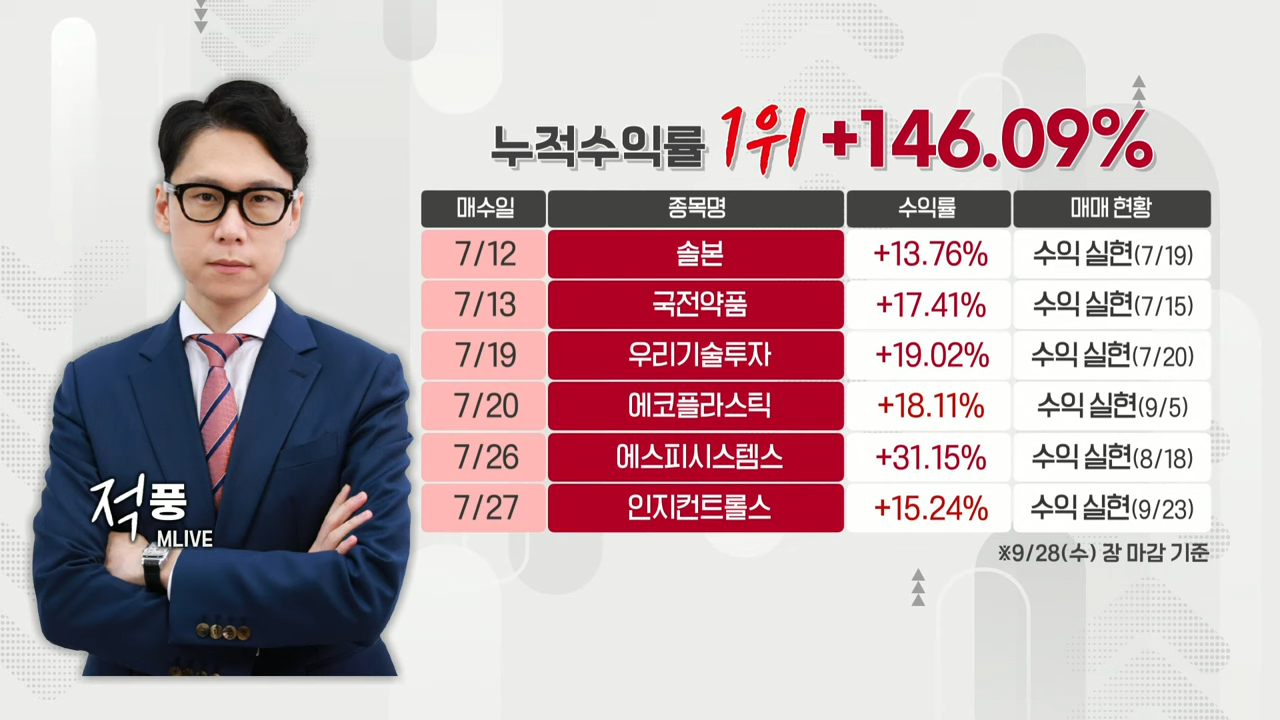 누적수익률 1위 +146.09%
매수일 종목명 수익률 매매 현황
7/12 솔본 +13.76% 수익 실현(7/19)
7/13 국전약품 +17.41% 수익 실현(7/15)
7/19 우리기술투자 +19.02% 수익 실현(7/20)
7/20 에코플라스틱 +18.11% 수익 실현(9/5)
7/26 에스피시스템스 +31.15% 수익 실현(8/18)
7/27 인지컨트롤스 +15.24% 수익 실현(9/23)
※9/28(수) 장 마감 기준
적풍
MLIVE